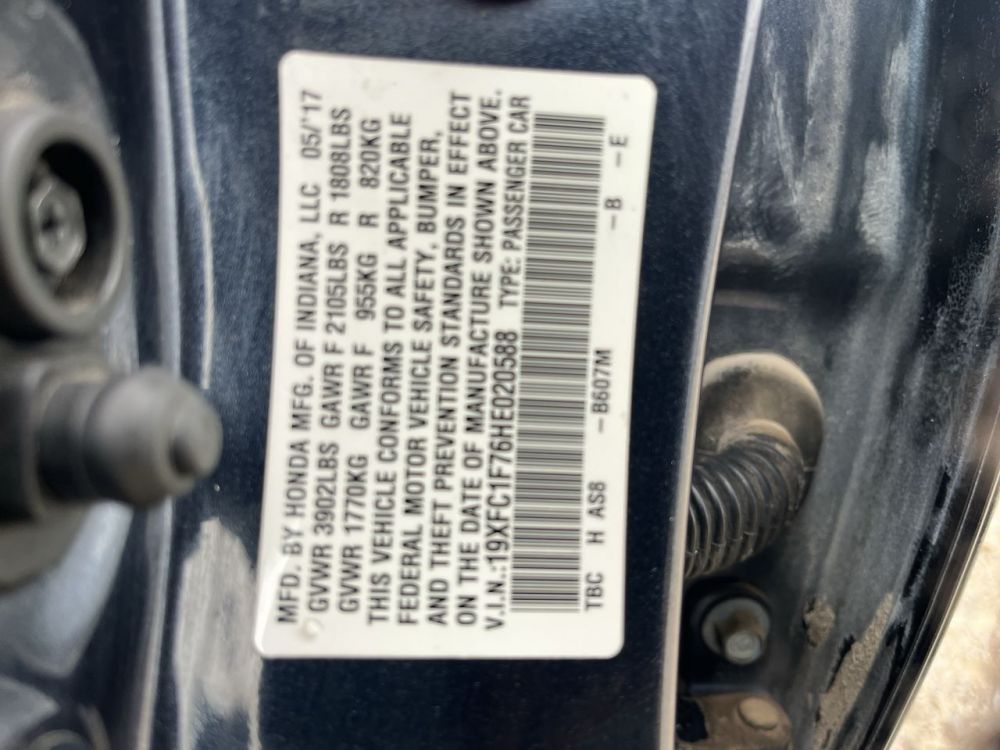 MFD. BY HONDA MFG. OF INDIANA, LLC 05/'17
GVWR 3902LBS GAWR F 2105LBS R 1808LBS
GVWR 1770KG GAWR F 955KG R 820KG
THIS VEHICLE CONFORMS TO ALL APPLICABLE
FEDERAL MOTOR VEHICLE SAFETY, BUMPER,
AND THEFT PREVENTION STANDARDS IN EFFECT
ON THE DATE OF MANUFACTURE SHOWN ABOVE.
V.I.N.:19XFC1F76HE020588 TYPE: PASSENGER CAR
TBC H AS8 –B607M –B –E